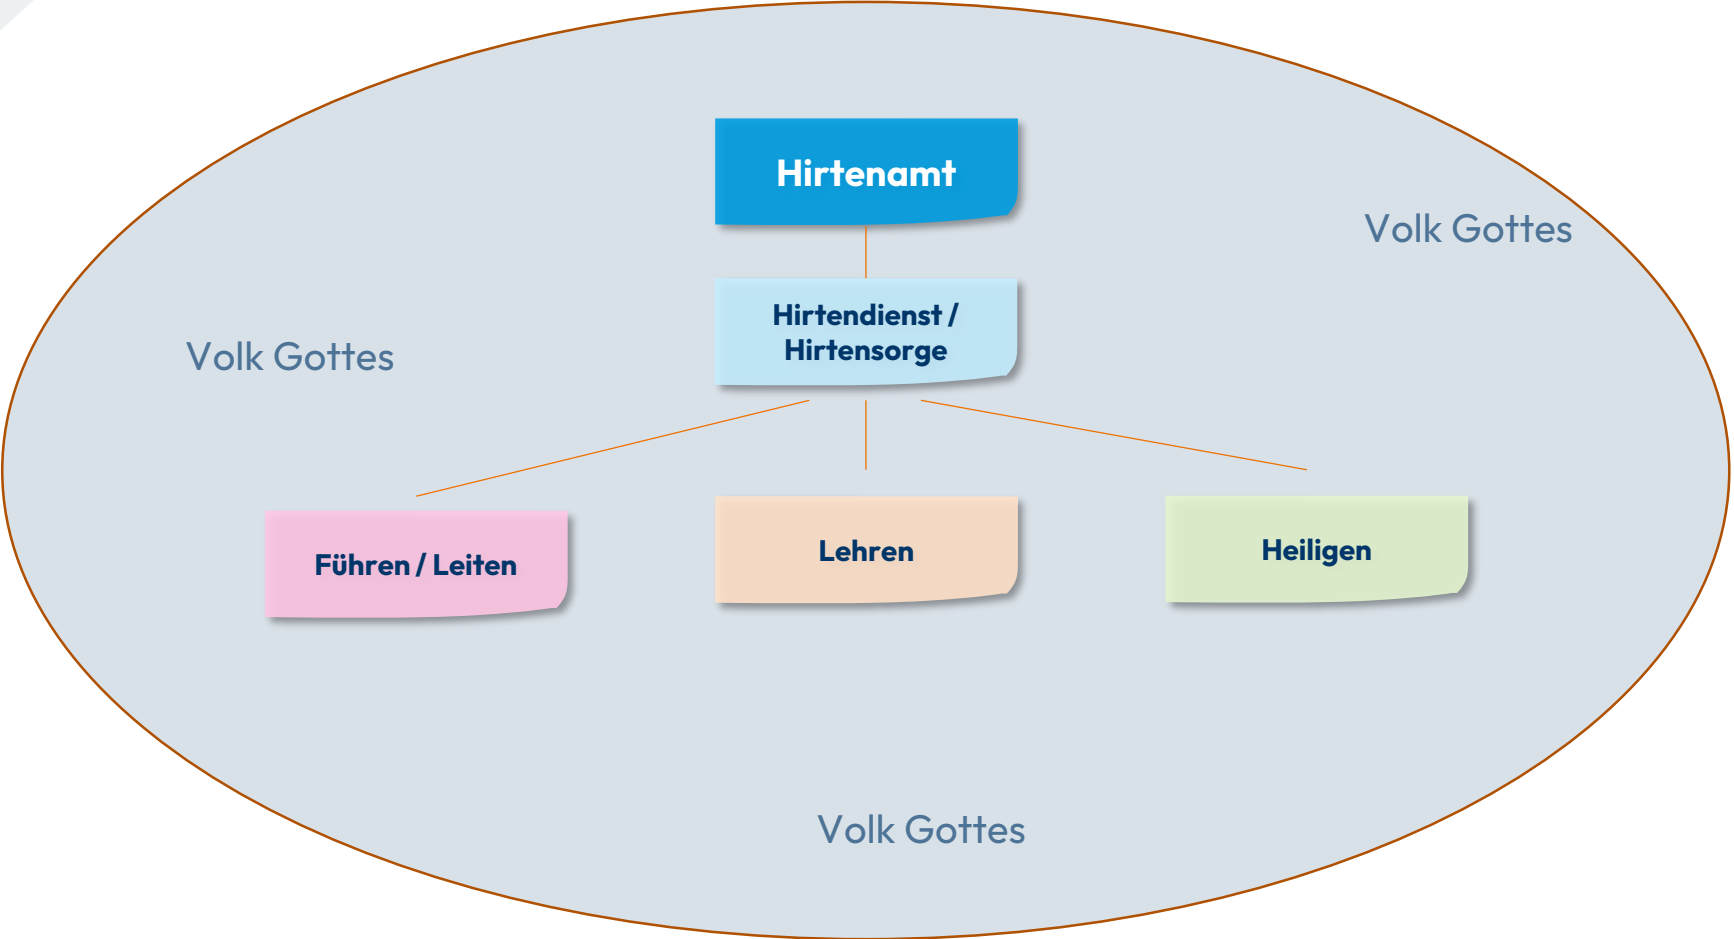 Hirtenamt
Volk Gottes
Hirtendienst /
Hirtensorge
Volk Gottes
Führen / Leiten
Lehren
Heiligen
Volk Gottes